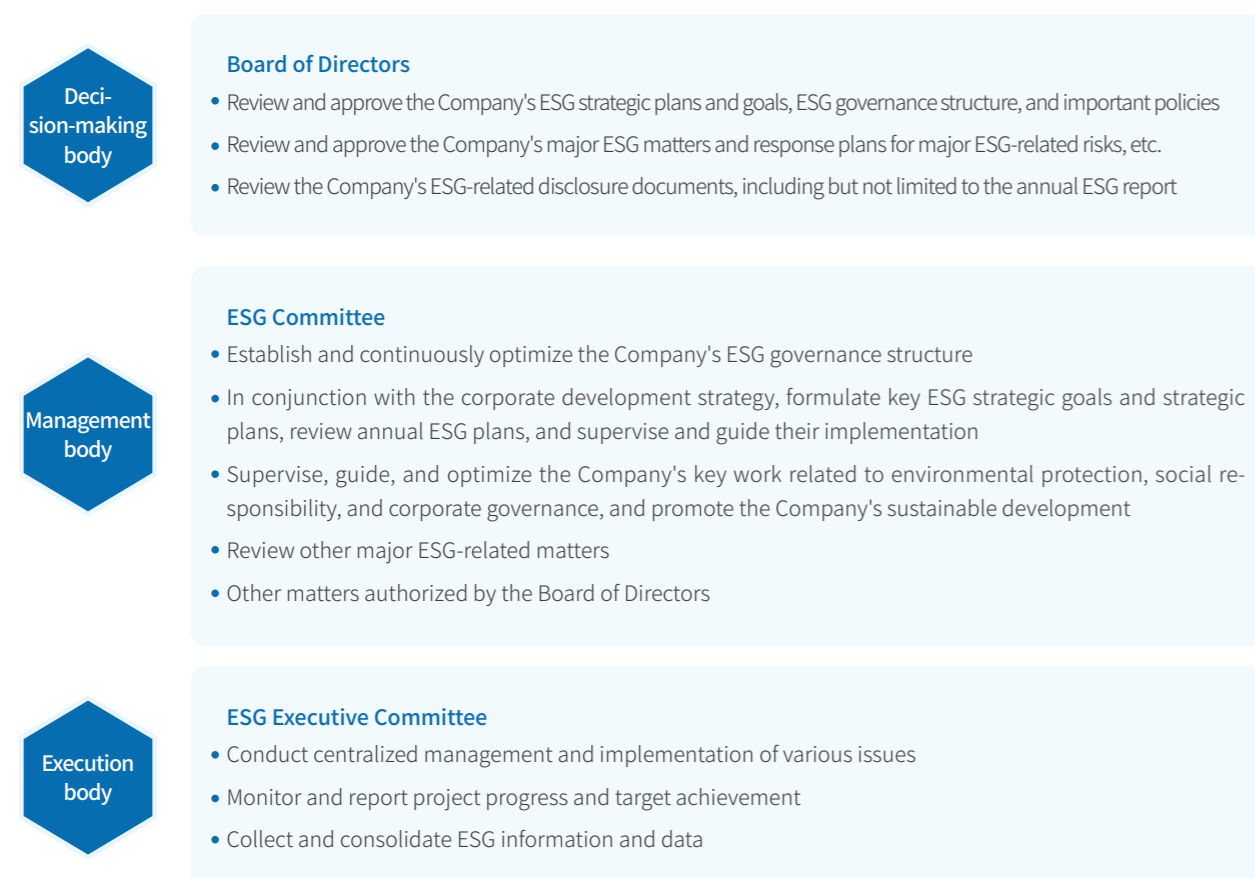 Deci-
sion-making
body
Board of Directors
• Review and approve the Company's ESG strategic plans and goals, ESG governance structure, and important policies
• Review and approve the Company's major ESG matters and response plans for major ESG-related risks, etc.
• Review the Company's ESG-related disclosure documents, including but not limited to the annual ESG report
Management
body
ESG Committee
• Establish and continuously optimize the Company's ESG governance structure
• In conjunction with the corporate development strategy, formulate key ESG strategic goals and strategic
plans, review annual ESG plans, and supervise and guide their implementation
• Supervise, guide, and optimize the Company's key work related to environmental protection, social re-
sponsibility, and corporate governance, and promote the Company's sustainable development
• Review other major ESG-related matters
• Other matters authorized by the Board of Directors
Execution
body
ESG Executive Committee
• Conduct centralized management and implementation of various issues
• Monitor and report project progress and target achievement
• Collect and consolidate ESG information and data